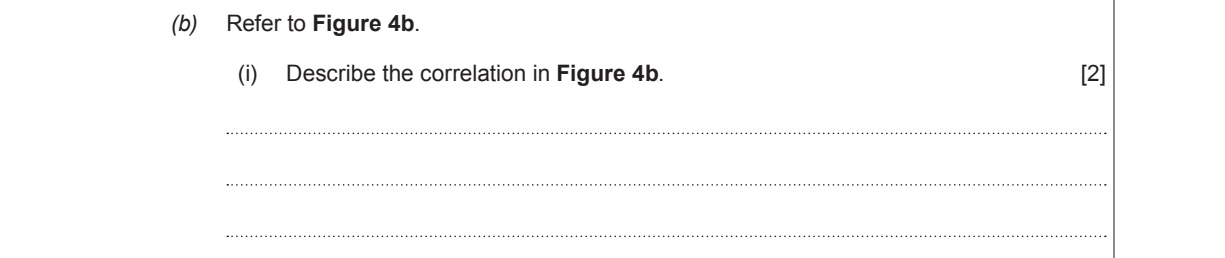 (b) Refer to Figure 4b.
(i) Describe the correlation in Figure 4b. [2]